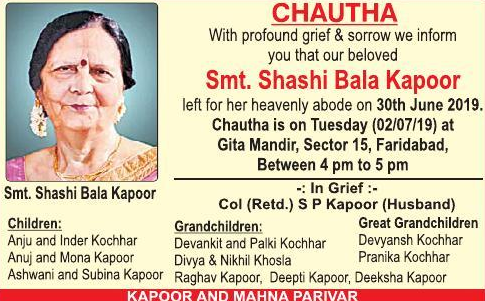 CHAUTHA
With profound grief & sorrow we inform
you that our beloved
Smt. Shashi Bala Kapoor
left for her heavenly abode on 30th June 2019.
Chautha is on Tuesday (02/07/19) at
Gita Mandir, Sector 15, Faridabad,
Between 4 pm to 5 pm
Smt. Shashi Bala Kapoor
-: In Grief :-
Col (Retd.) S P Kapoor (Husband)
Children:
Anju and Inder Kochhar
Anuj and Mona Kapoor
Ashwani and Subina Kapoor
Grandchildren:
Devankit and Palki Kochhar
Divya & Nikhil Khosla
Raghav Kapoor, Deepti Kapoor, Deeksha Kapoor
Great Grandchildren
Devyansh Kochhar
Pranika Kochhar
KAPOOR AND MAHNA PARIVAR